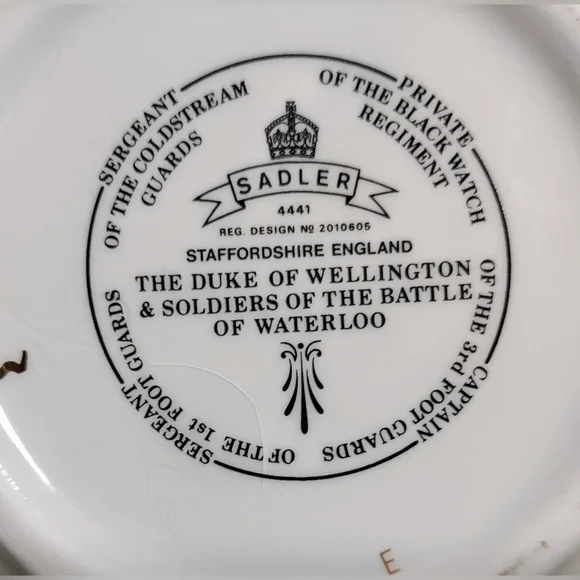 SADLER
4441
REG. DESIGN Nº 2010605
STAFFORDSHIRE ENGLAND
THE DUKE OF WELLINGTON
& SOLDIERS OF THE BATTLE
OF WATERLOO
SERGEANT
OF THE COLDSTREAM
GUARDS
PRIVATE
OF THE BLACK WATCH
REGIMENT
CAPTAIN
OF THE 3rd FOOT GUARDS
SERGEANT
OF THE 1st FOOT GUARDS
E